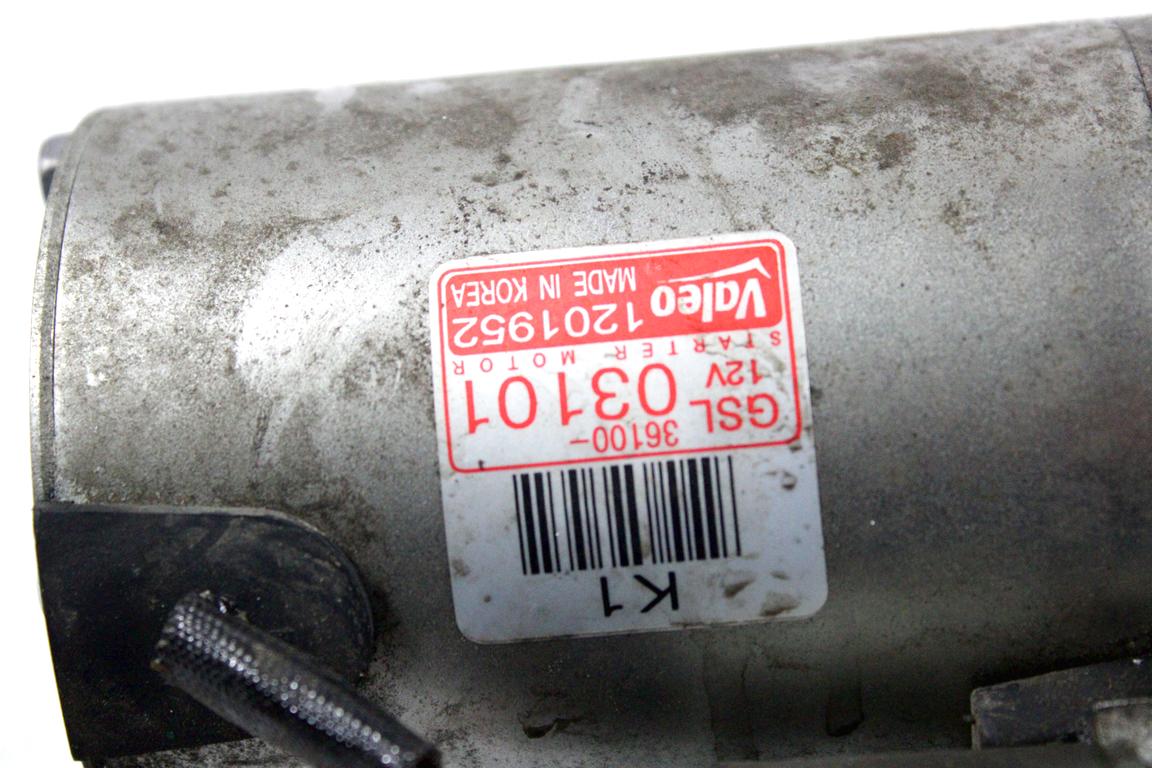 K1
36100-
GSL 03101
12V
STARTER MOTOR
Valeo 1201952
MADE IN KOREA